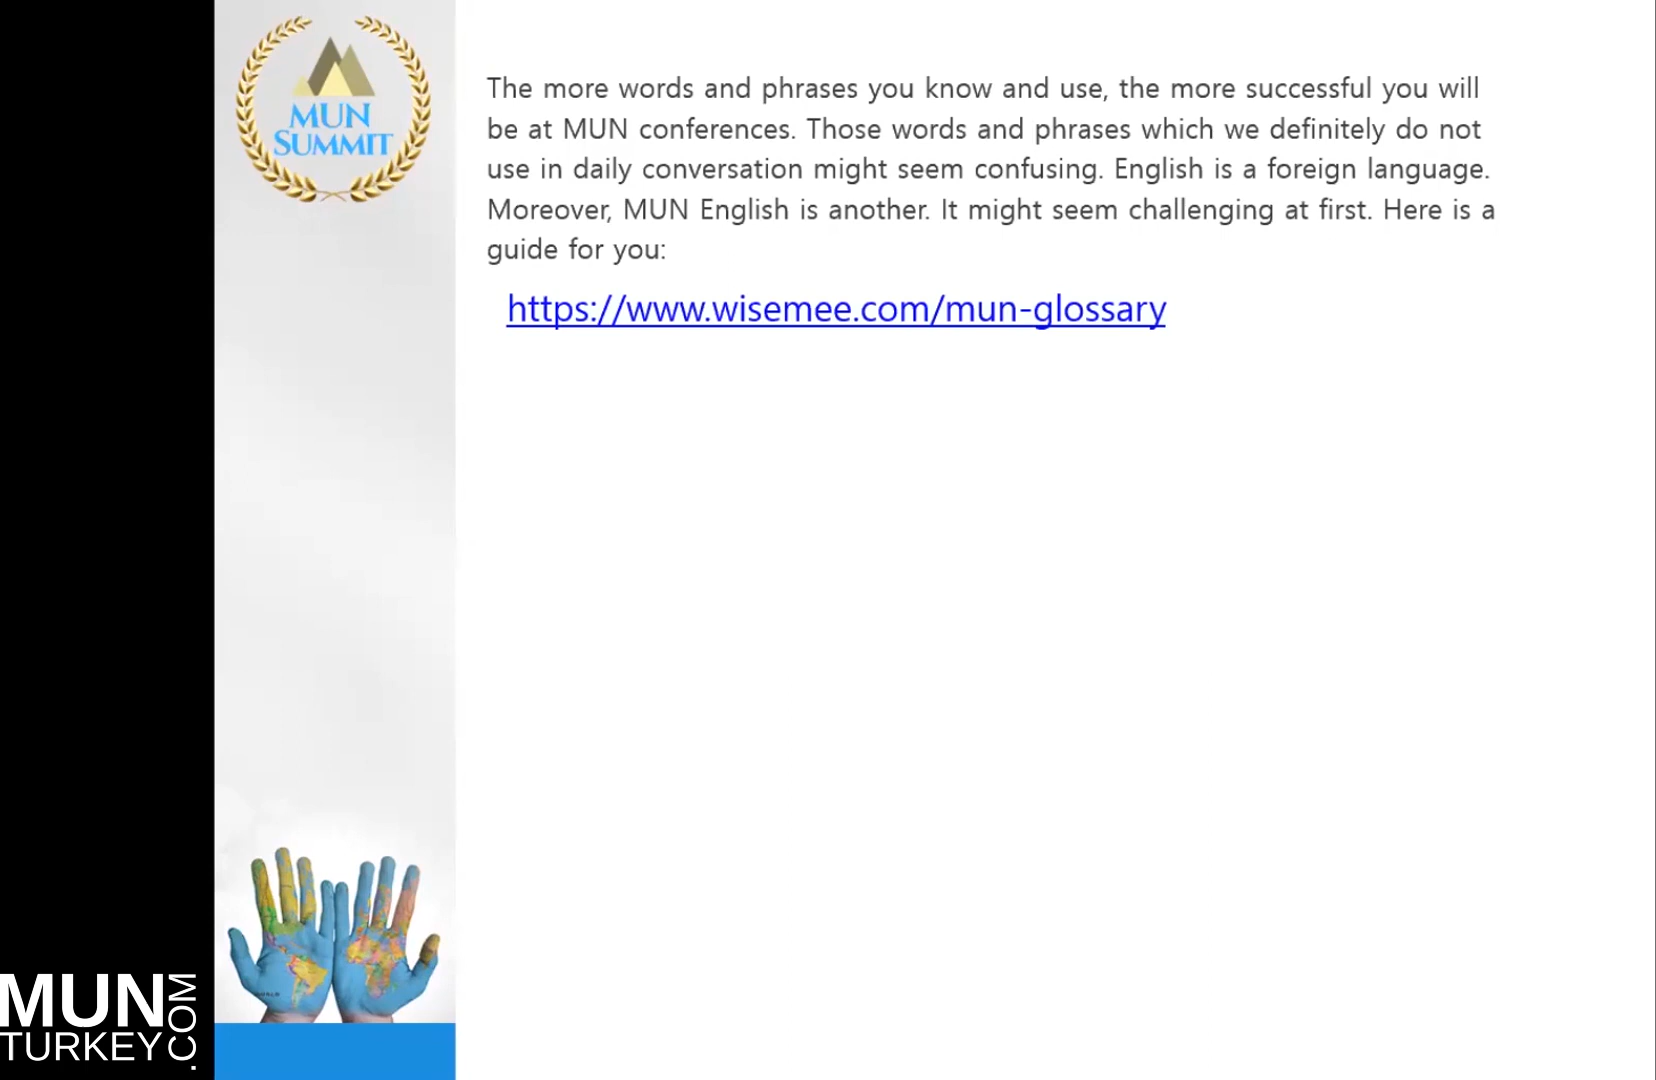 MUN
SUMMIT
The more words and phrases you know and use, the more successful you will
be at MUN conferences. Those words and phrases which we definitely do not
use in daily conversation might seem confusing. English is a foreign language.
Moreover, MUN English is another. It might seem challenging at first. Here is a
guide for you:
https://www.wisemee.com/mun-glossary
MUN
TURKEY
.COM